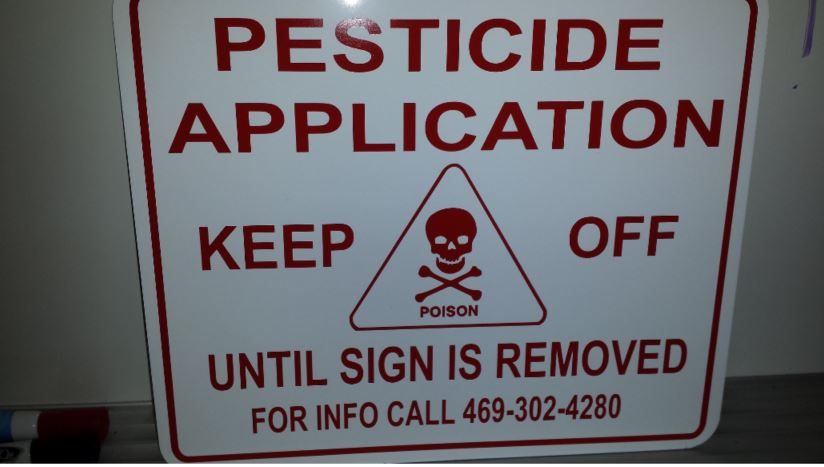 PESTICIDE
APPLICATION
KEEP OFF
POISON
UNTIL SIGN IS REMOVED
FOR INFO CALL 469-302-4280